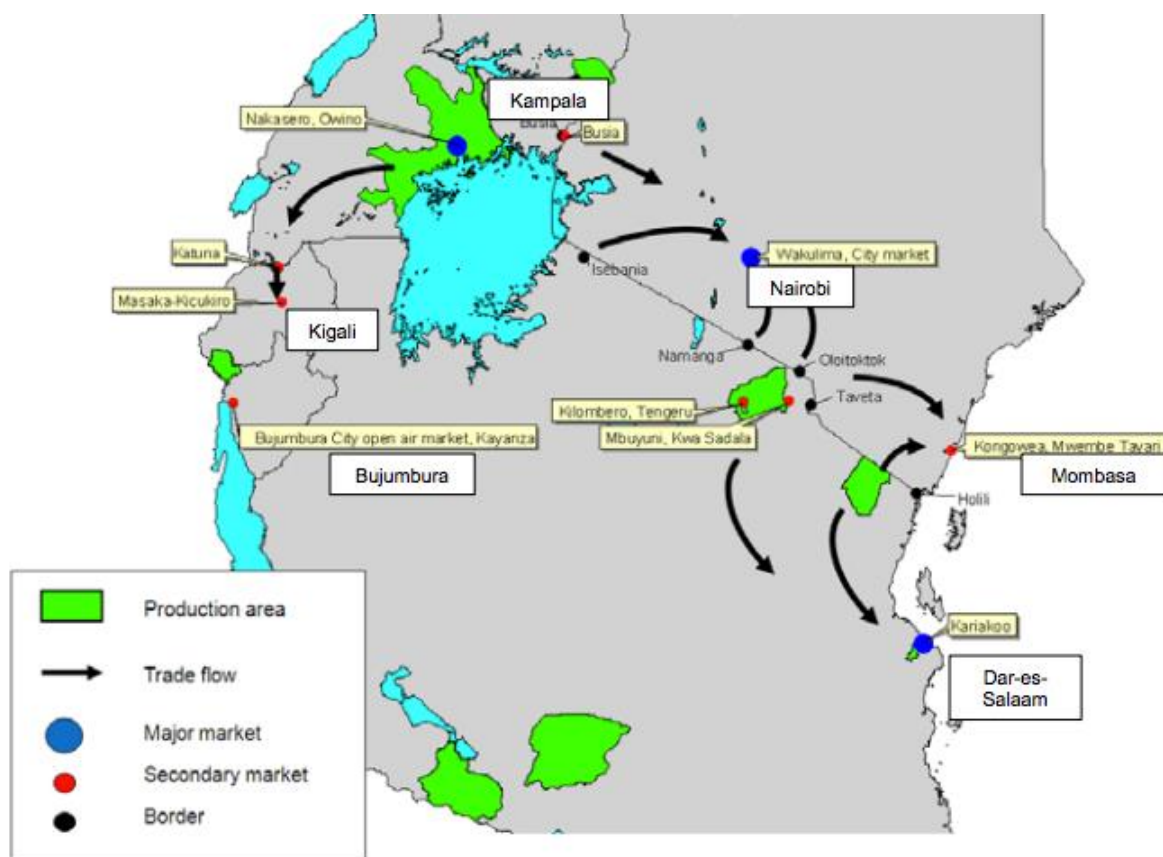 Kampala
Nakasero, Owino
Busia
Busia
Katuna
Wakulima, City market
Isebania
Nairobi
Masaka-Kicukiro
Kigali
Namanga
Oloitoktok
Taveta
Kilombero, Tengeru
Mbuyuni, Kwa Sadala
Bujumbura City open air market, Kayanza
Kongowea, Mwembe Tayari
Bujumbura
Mombasa
Holili
Production area
Kariakoo
Trade flow
Dar-es-
Salaam
Major market
Secondary market
Border